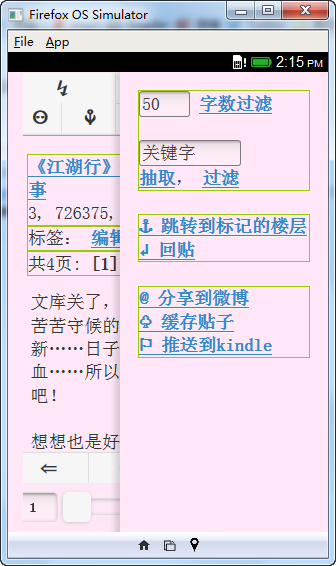 Firefox OS Simulator
File App
2:15 PM
《江湖行》
事
3, 726375,
标签： 编辑
共4页: [1]
文库关了，
苦苦守候的
新……日子
血……所以
吧！
想想也是好
⇐
1
50 字数过滤
关键字
抽取， 过滤
⚓ 跳转到标记的楼层
↲ 回贴
@ 分享到微博
♤ 缓存贴子
⚐ 推送到kindle